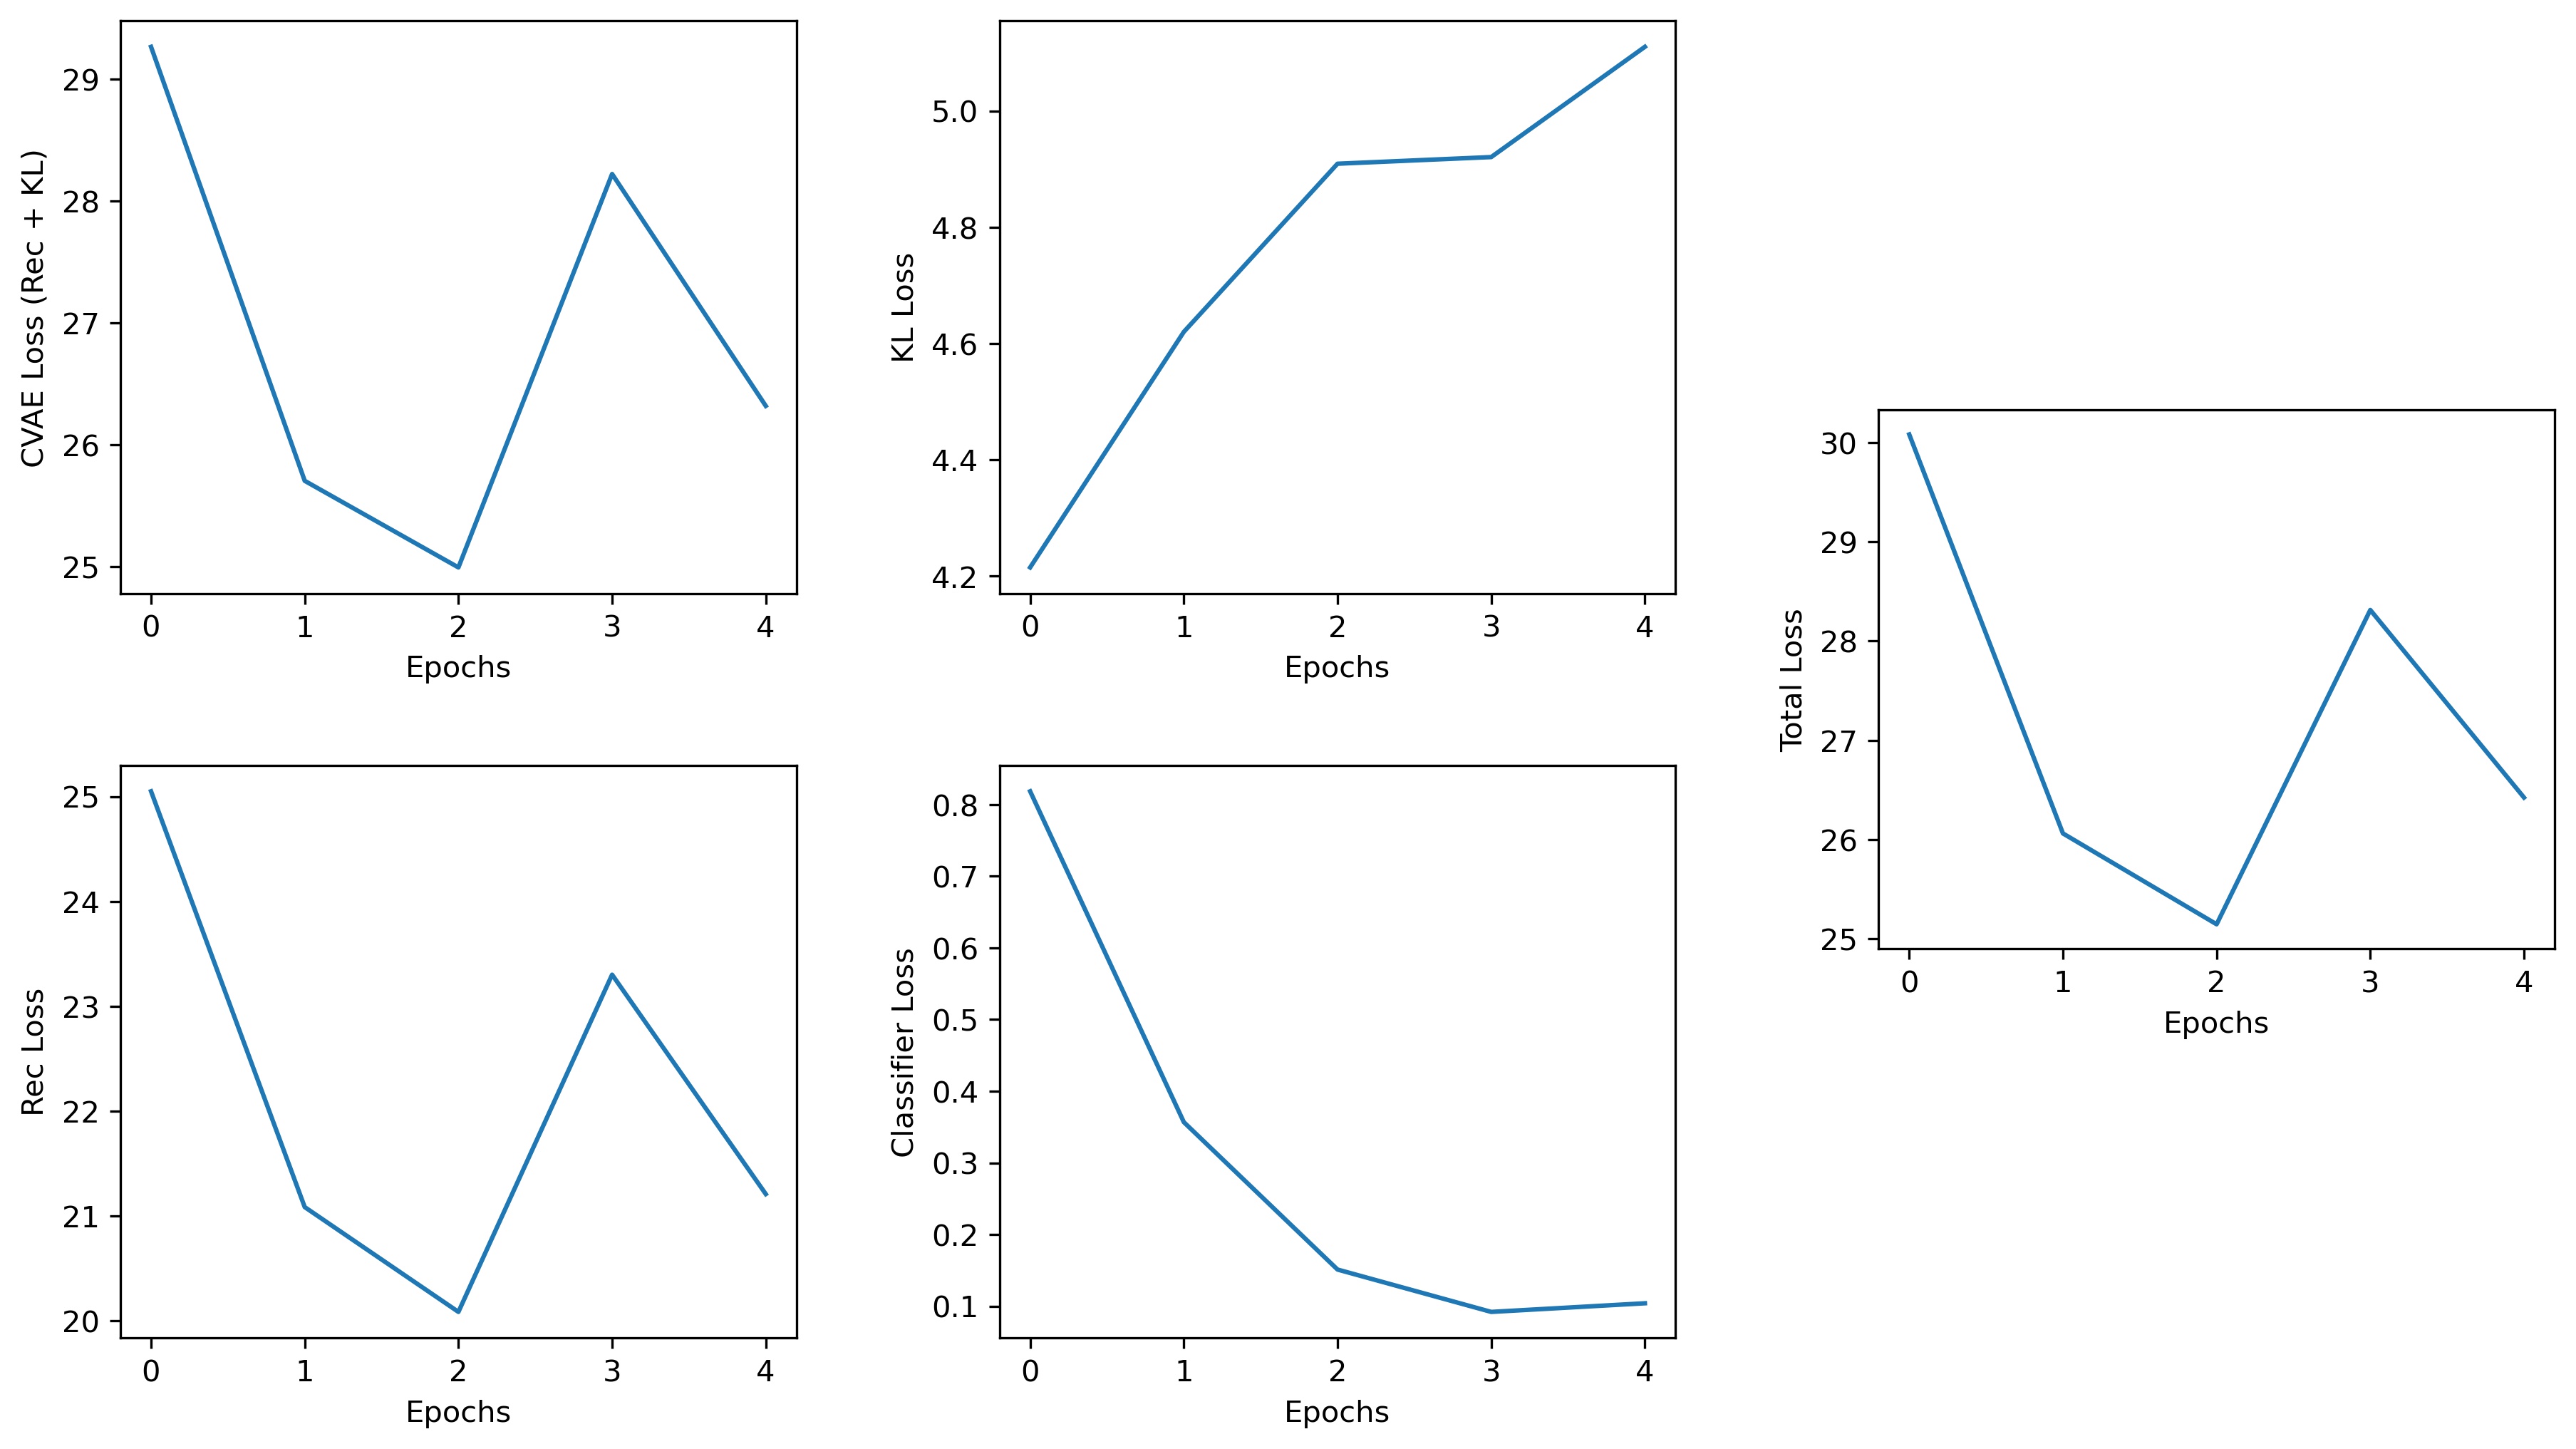 CVAE Loss (Rec + KL)
29
28
27
26
25
0 1 2 3 4
Epochs
KL Loss
5.0
4.8
4.6
4.4
4.2
0 1 2 3 4
Epochs
Rec Loss
25
24
23
22
21
20
0 1 2 3 4
Epochs
Classifier Loss
0.8
0.7
0.6
0.5
0.4
0.3
0.2
0.1
0 1 2 3 4
Epochs
Total Loss
30
29
28
27
26
25
0 1 2 3 4
Epochs